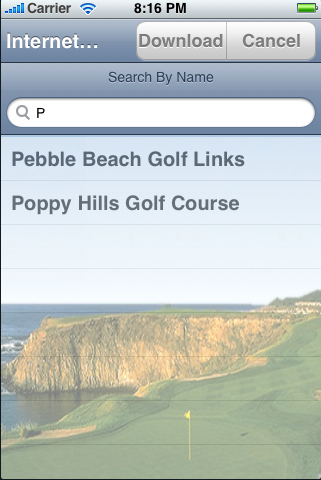 Carrier 8:16 PM
Internet... Download Cancel
Search By Name
P
Pebble Beach Golf Links
Poppy Hills Golf Course